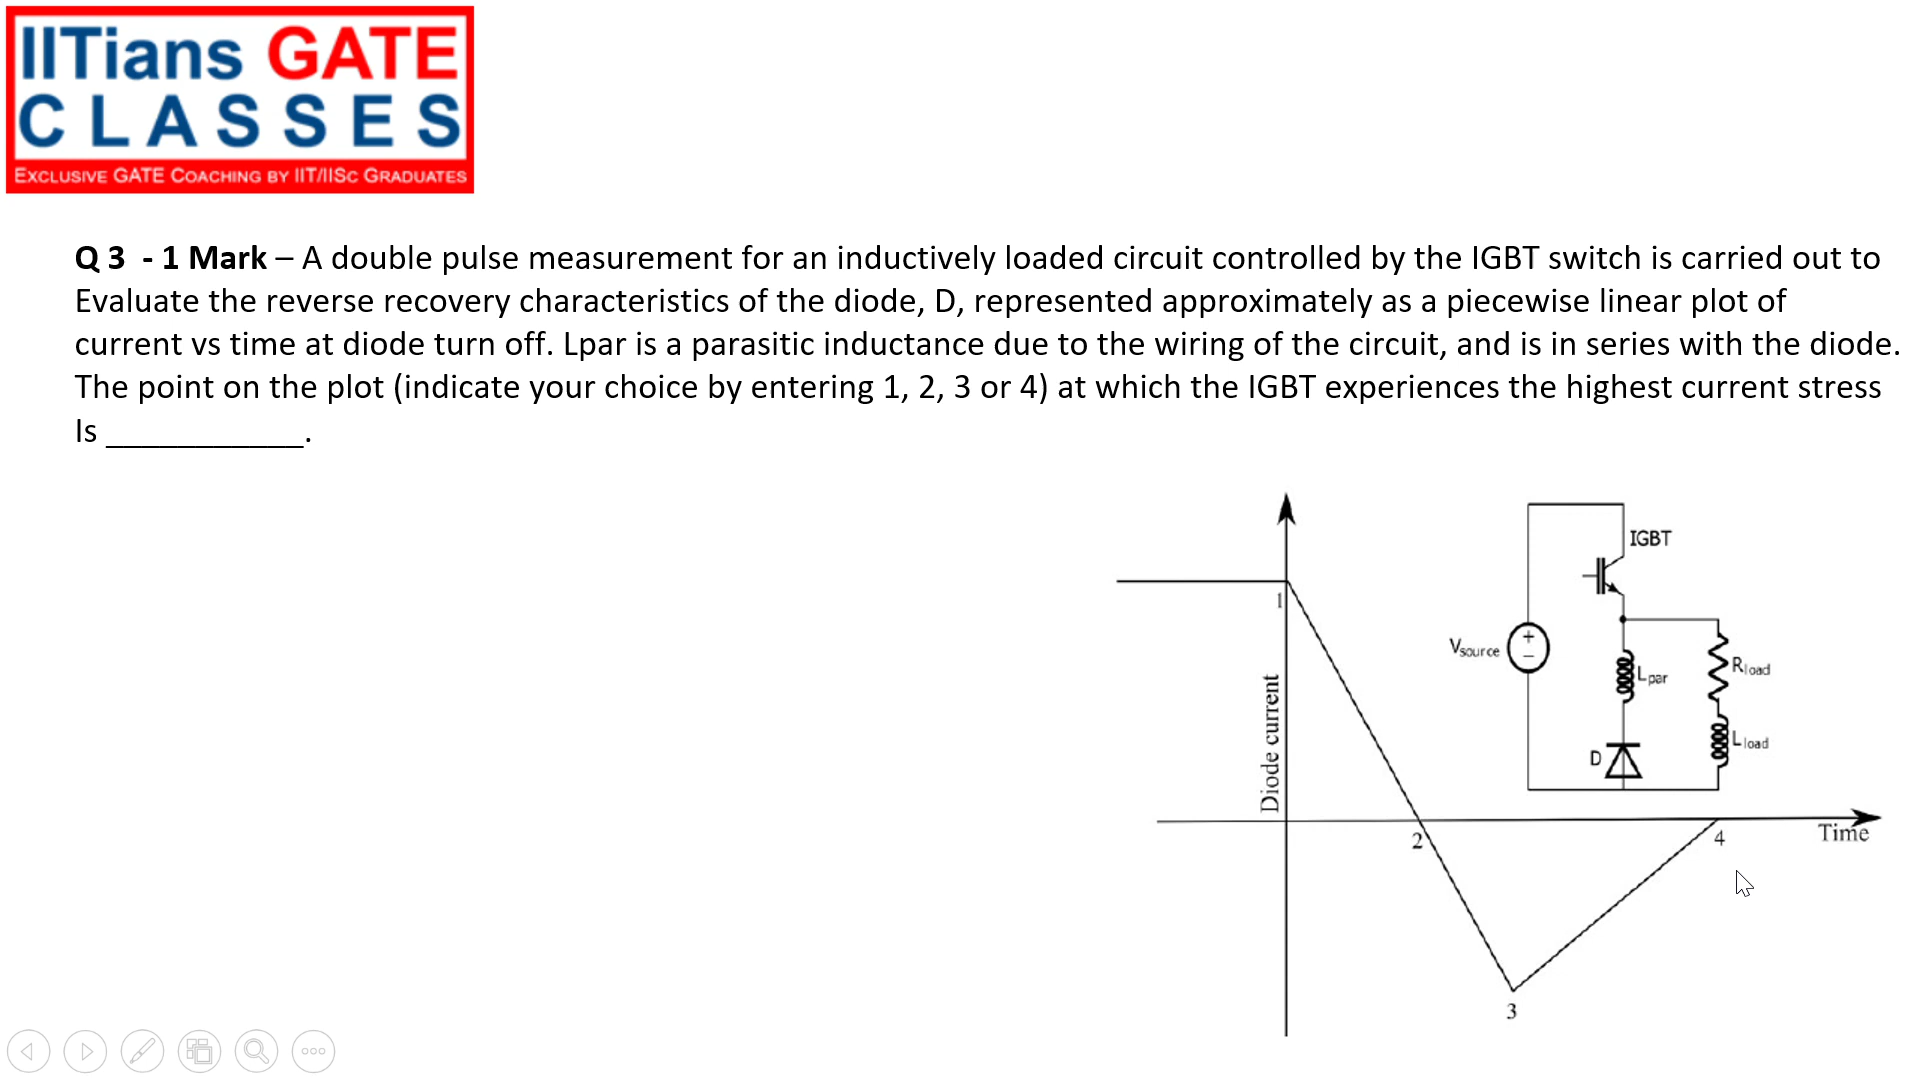 IITians GATE
CLASSES
EXCLUSIVE GATE COACHING BY IIT/IISC GRADUATES
Q 3 - 1 Mark – A double pulse measurement for an inductively loaded circuit controlled by the IGBT switch is carried out to
Evaluate the reverse recovery characteristics of the diode, D, represented approximately as a piecewise linear plot of
current vs time at diode turn off. Lpar is a parasitic inductance due to the wiring of the circuit, and is in series with the diode.
The point on the plot (indicate your choice by entering 1, 2, 3 or 4) at which the IGBT experiences the highest current stress
Is ___________.
IGBT
1
Vsource
+
−
Lpar
Rload
Diode current
D
Lload
2
4
Time
3